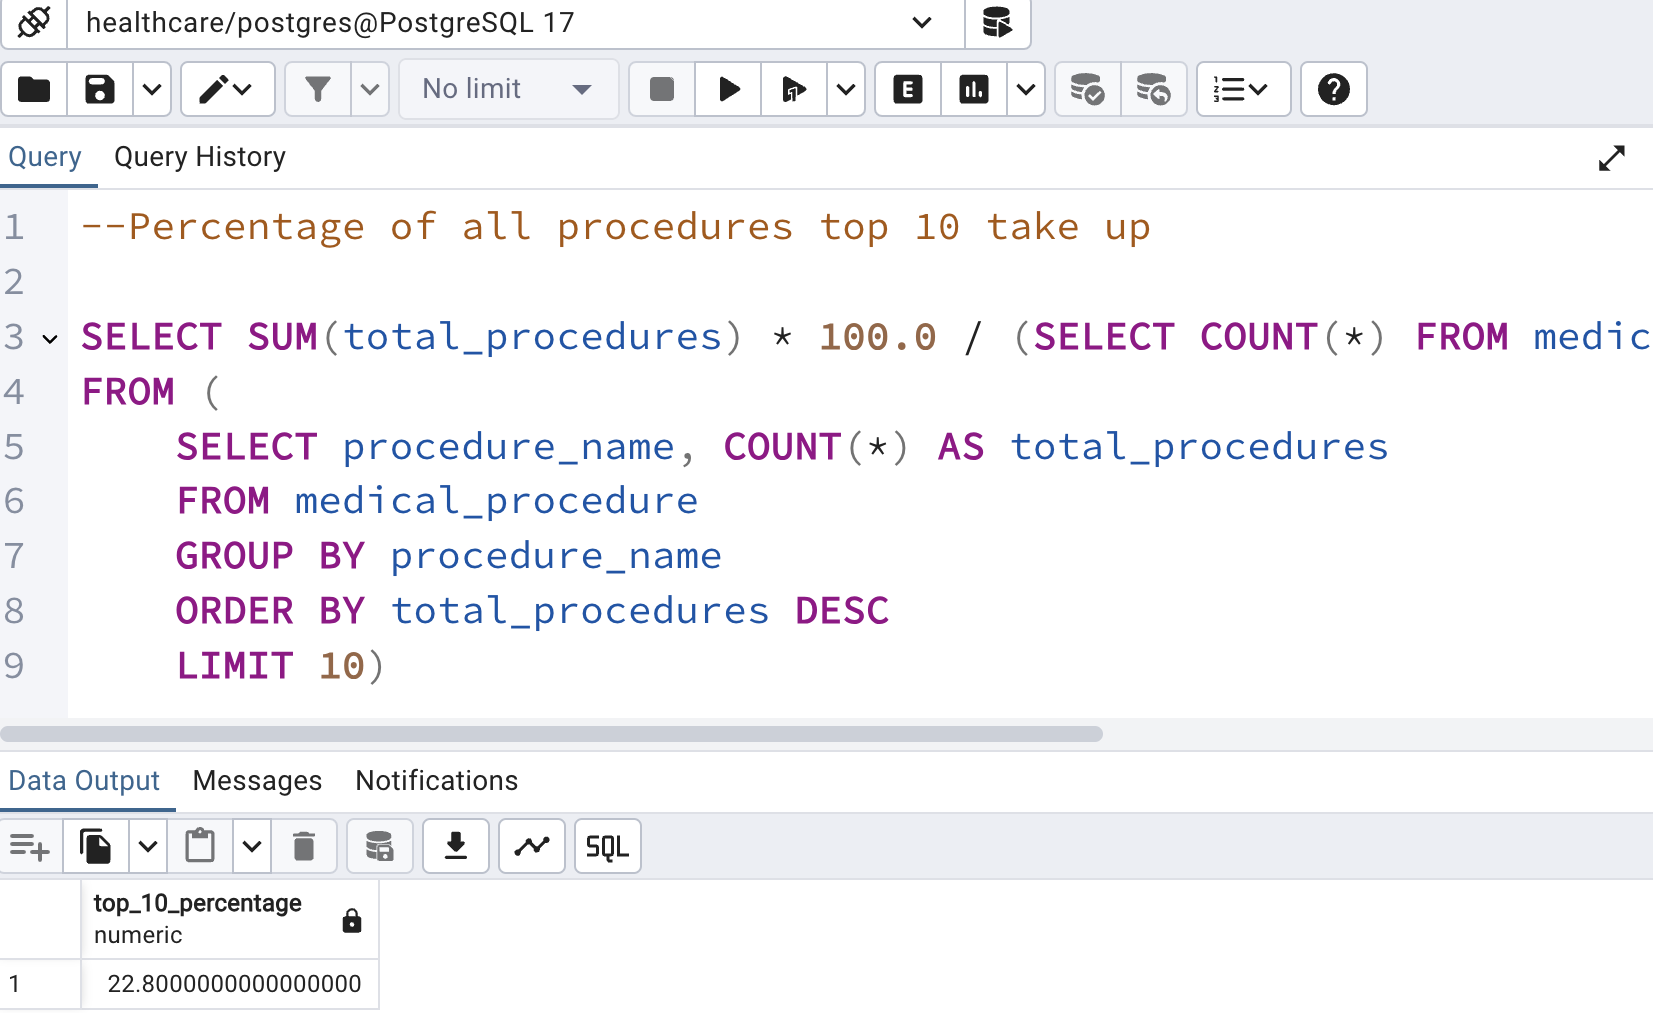 healthcare/postgres@PostgreSQL 17
No limit
E
Query Query History
1 --Percentage of all procedures top 10 take up
2
3 SELECT SUM(total_procedures) * 100.0 / (SELECT COUNT(*) FROM medic
4 FROM (
5 SELECT procedure_name, COUNT(*) AS total_procedures
6 FROM medical_procedure
7 GROUP BY procedure_name
8 ORDER BY total_procedures DESC
9 LIMIT 10)
Data Output Messages Notifications
SQL
top_10_percentage
numeric
1 22.8000000000000000